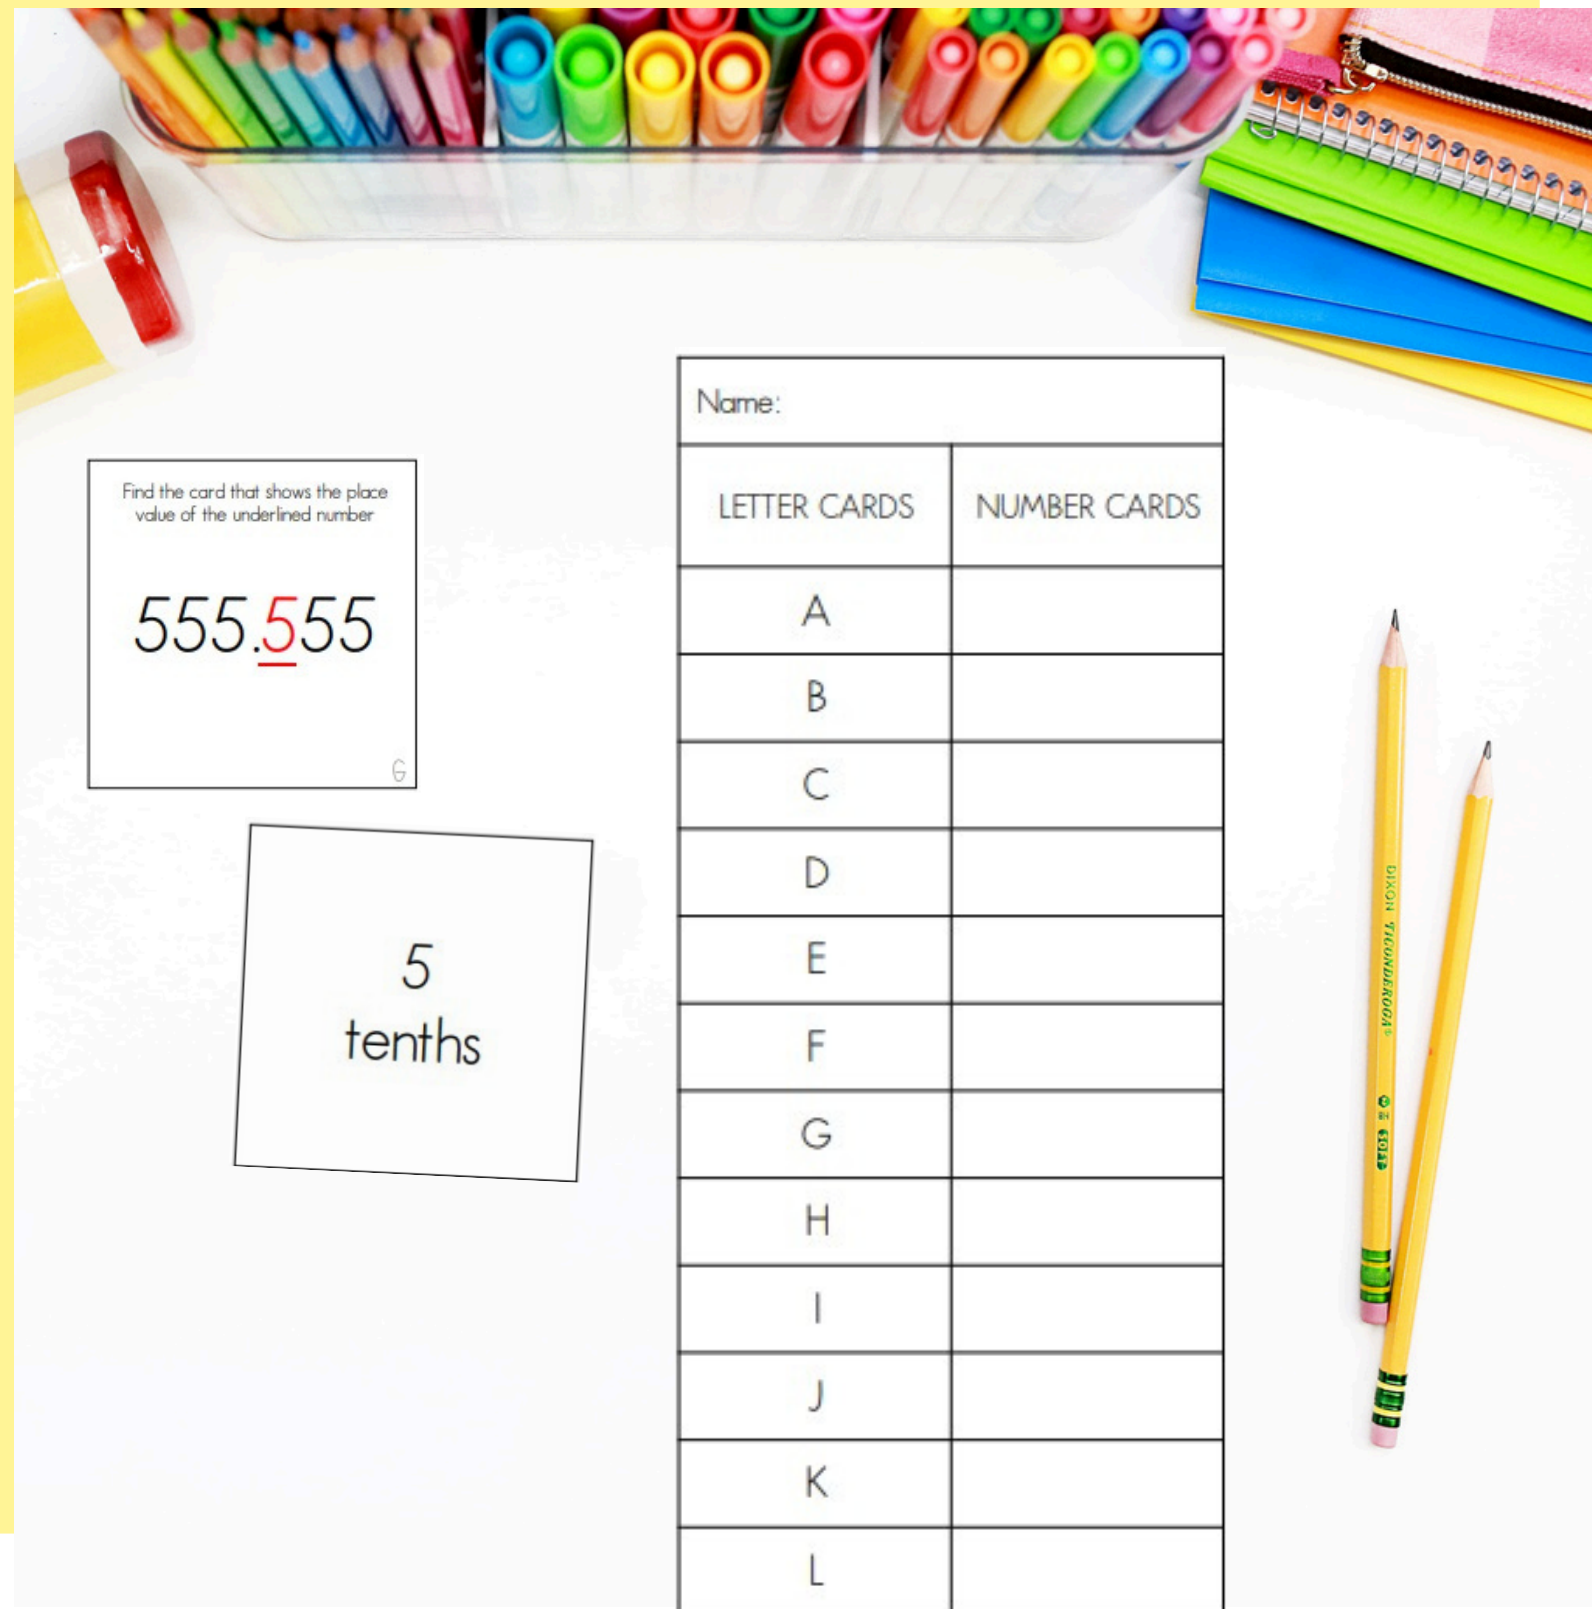 Find the card that shows the place
value of the underlined number
555.555
G
5
tenths
Name:
LETTER CARDS NUMBER CARDS
A
B
C
D
E
F
G
H
I
J
K
L
DIXON TICONDEROGA®